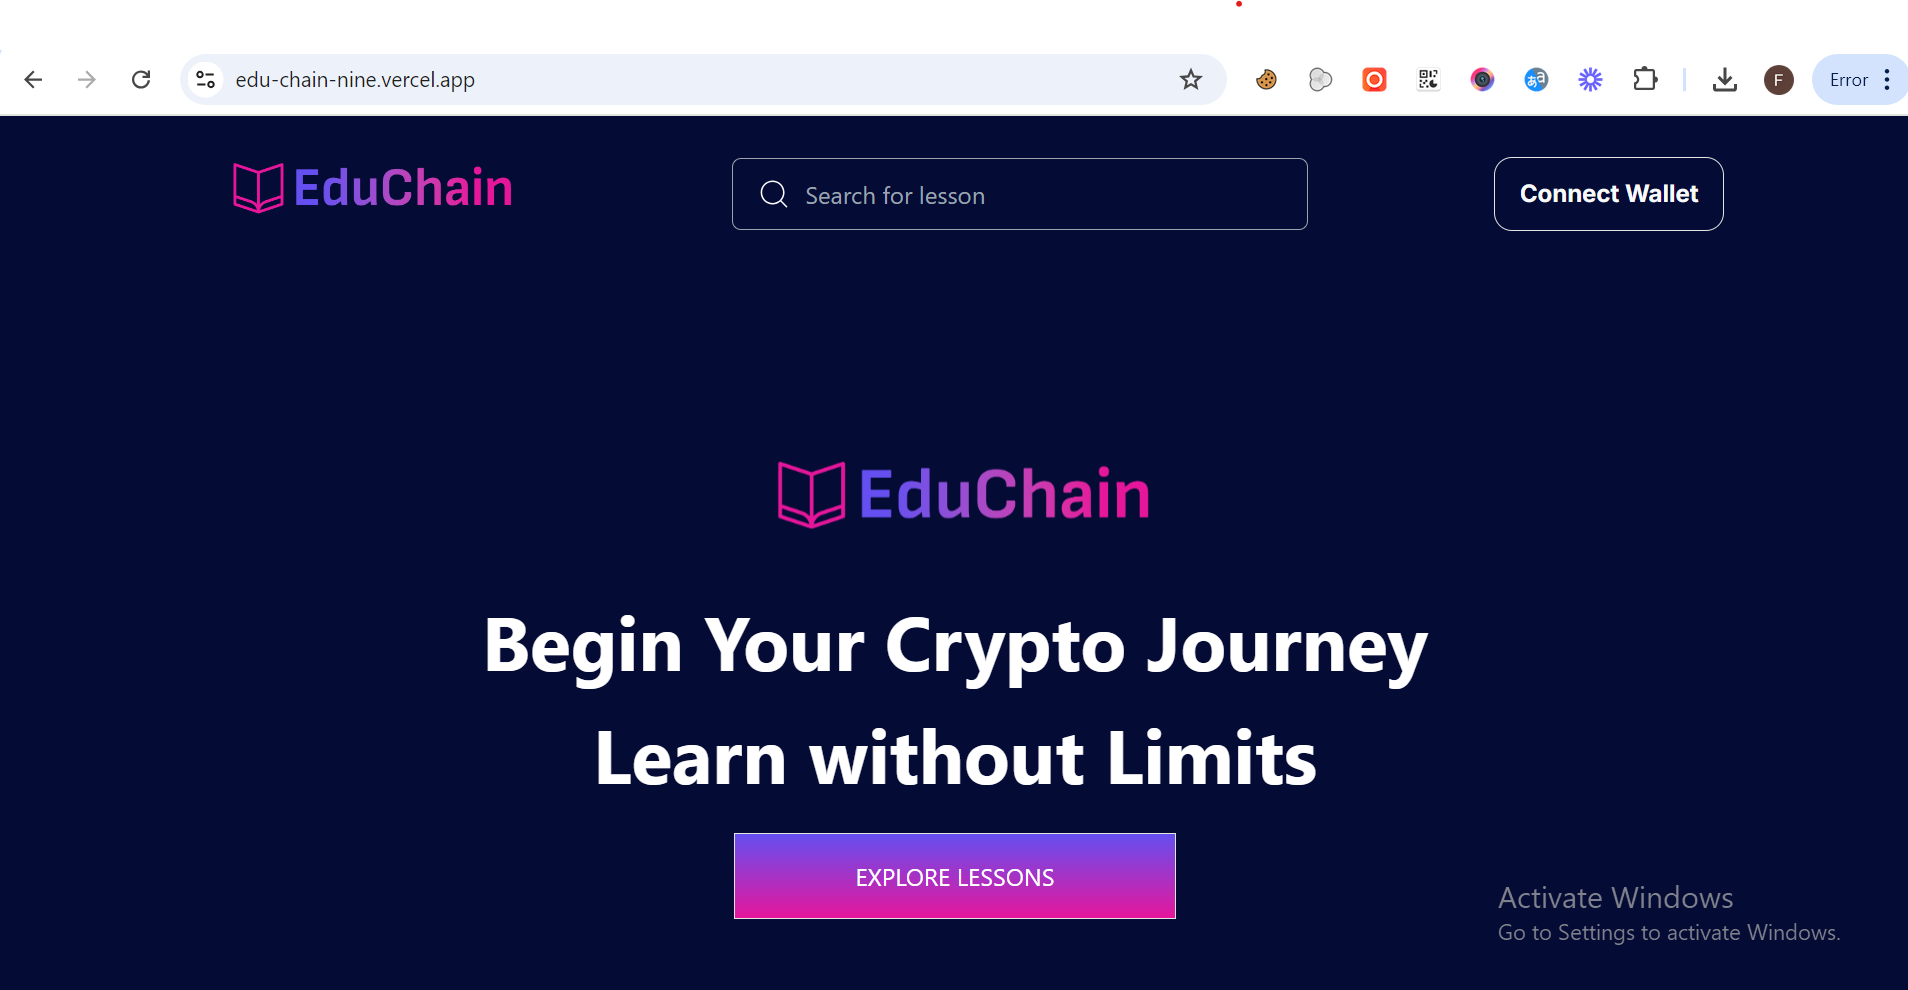 edu-chain-nine.vercel.app
F
Error
EduChain
Search for lesson
Connect Wallet
EduChain
Begin Your Crypto Journey
Learn without Limits
EXPLORE LESSONS
Activate Windows
Go to Settings to activate Windows.